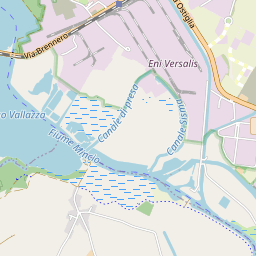 Ostiglia
Via Brennero
Eni Versalis
Canale di presa
Canale Sisma
Vallazza
Fiume Mincio